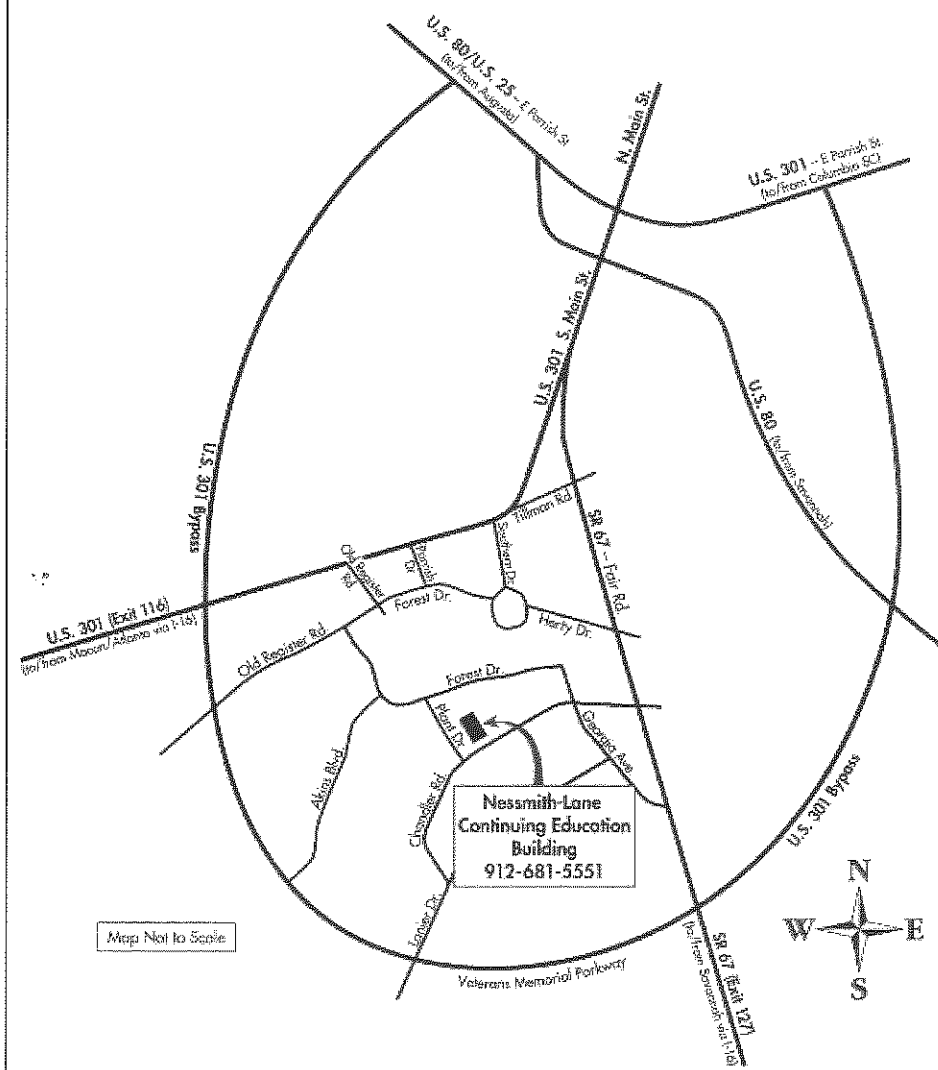 U.S. 80/U.S. 25 – E Parrish St
(to/from Augusta)
N. Main St.
U.S. 301 – E Parrish St.
(to/from Columbia SC)
U.S. 301 S. Main St.
U.S. 80 (to/from Savannah)
U.S. 301 Bypass
Tillman Rd
SR 67 – Fair Rd.
Southern Dr.
Parrish Dr
Old Register Rd
U.S. 301 (Exit 116)
(to/from Macon/Atlanta via I-16)
Forest Dr.
Herty Dr.
Old Register Rd.
Forest Dr.
Plant Dr
Georgia Ave.
Akins Blvd.
Chandler Rd.
Nessmith-Lane
Continuing Education
Building
912-681-5551
U.S. 301 Bypass
Lanier Dr.
Map Not to Scale
Veterans Memorial Parkway
SR 67 (Exit 127)
(to/from Savannah via I-16)
N
W
E
S